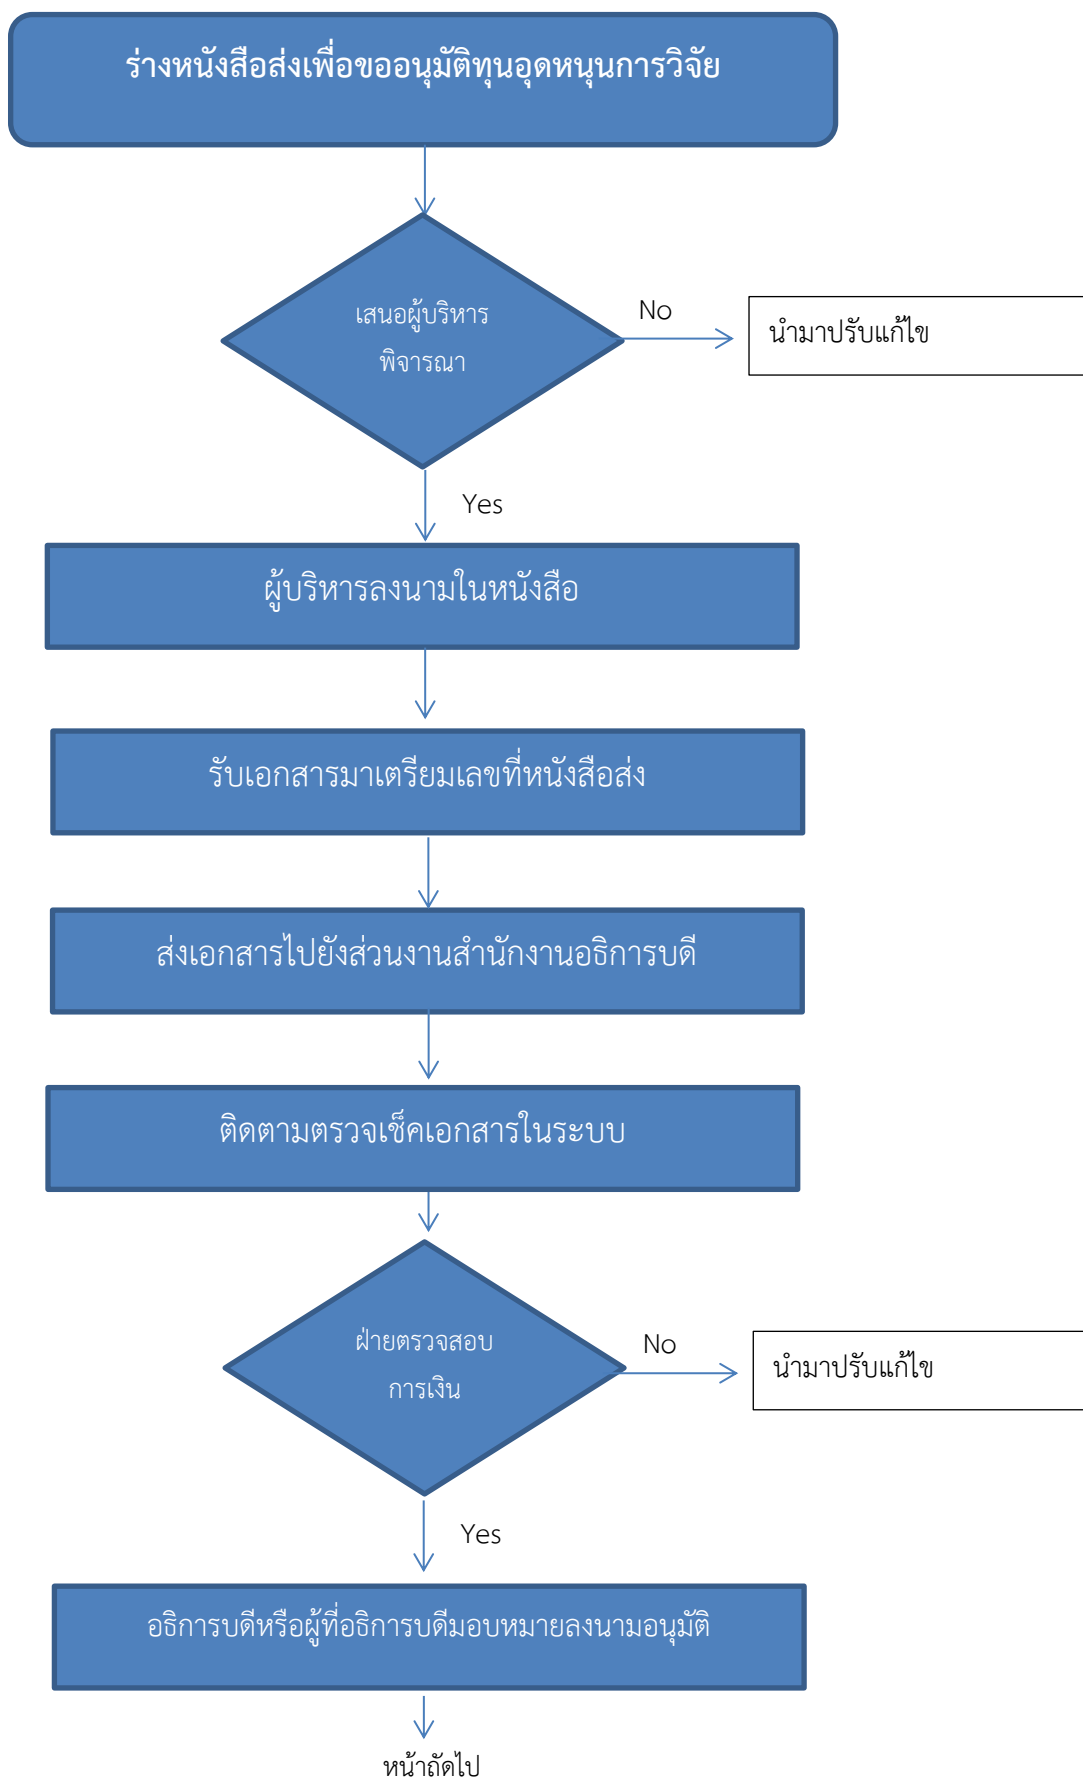 ร่างหนังสือส่งเพื่อขออนุมัติทุนอุดหนุนการวิจัย
เสนอผู้บริหาร
พิจารณา
No
นำมาปรับแก้ไข
Yes
ผู้บริหารลงนามในหนังสือ
รับเอกสารมาเตรียมเลขที่หนังสือส่ง
ส่งเอกสารไปยังส่วนงานสำนักงานอธิการบดี
ติดตามตรวจเช็คเอกสารในระบบ
ฝ่ายตรวจสอบ
การเงิน
No
นำมาปรับแก้ไข
Yes
อธิการบดีหรือผู้ที่อธิการบดีมอบหมายลงนามอนุมัติ
หน้าถัดไป